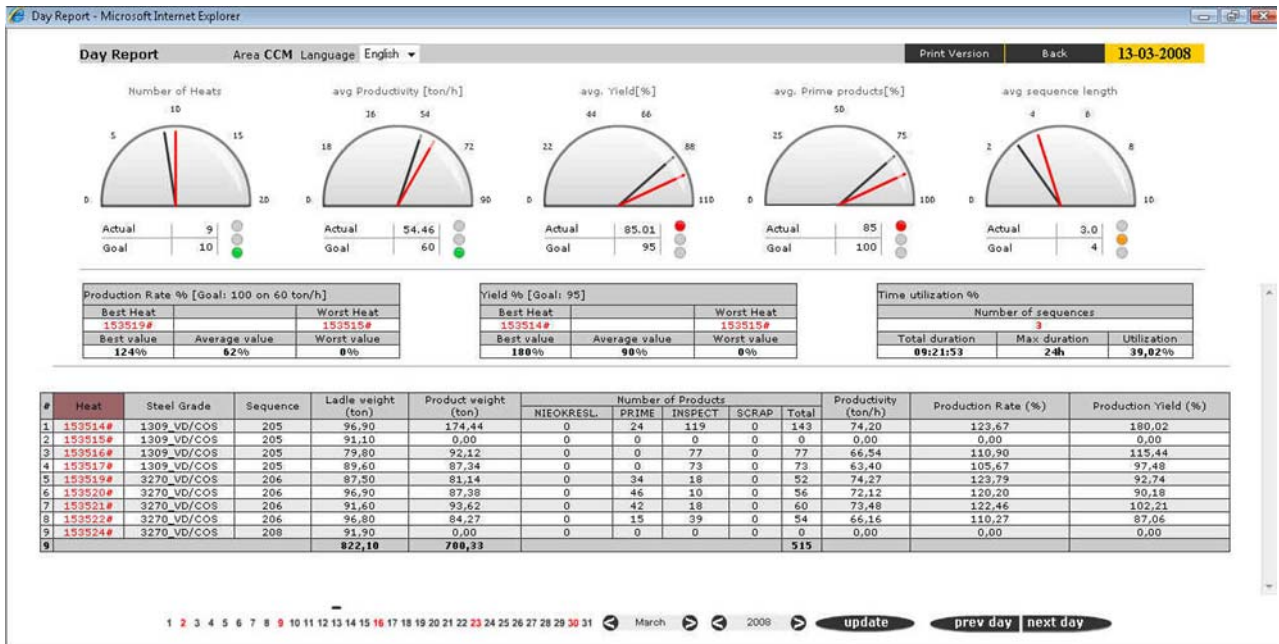 Day Report - Microsoft Internet Explorer
Day Report Area CCM Language English Print Version Back 13-03-2008
Number of Heats avg Productivity [ton/h] avg. Yield[%] avg. Prime products[%] avg sequence length
10 36 54 44 66 50 4 6
5 15 18 72 22 88 25 75 2 8
0 20 0 90 0 110 0 100 0 10
Actual 9 Actual 54.46 Actual 85.01 Actual 85 Actual 3.0
Goal 10 Goal 60 Goal 95 Goal 100 Goal 4
Production Rate % [Goal: 100 on 60 ton/h] Yield % [Goal: 95] Time utilization %
Best Heat Worst Heat Best Heat Worst Heat Number of sequences
153519# 153515# 153514# 153515# 3
Best value Average value Worst value Best value Average value Worst value Total duration Max duration Utilization
124% 62% 0% 180% 90% 0% 09:21:53 24h 39,02%
# Heat Steel Grade Sequence Ladle weight (ton) Product weight (ton) Number of Products Productivity (ton/h) Production Rate (%) Production Yield (%)
NIEOKRESL. PRIME INSPECT SCRAP Total
1 153514# 1309_VD/COS 205 96,90 174,44 0 24 119 0 143 74,20 123,67 180,02
2 153515# 1309_VD/COS 205 91,10 0,00 0 0 0 0 0 0,00 0,00 0,00
3 153516# 1309_VD/COS 205 79,80 92,12 0 0 77 0 77 66,54 110,90 115,44
4 153517# 1309_VD/COS 205 89,60 87,34 0 0 73 0 73 63,40 105,67 97,48
5 153519# 3270_VD/COS 206 87,50 81,14 0 34 18 0 52 74,27 123,79 92,74
6 153520# 3270_VD/COS 206 96,90 87,38 0 46 10 0 56 72,12 120,20 90,18
7 153521# 3270_VD/COS 206 91,60 93,62 0 42 18 0 60 73,48 122,46 102,21
8 153522# 3270_VD/COS 206 96,80 84,27 0 15 39 0 54 66,16 110,27 87,06
9 153524# 3270_VD/COS 208 91,90 0,00 0 0 0 0 0 0,00 0,00 0,00
9 822,10 700,33 515
1 2 3 4 5 6 7 8 9 10 11 12 13 14 15 16 17 18 19 20 21 22 23 24 25 26 27 28 29 30 31 March 2008 update prev day next day